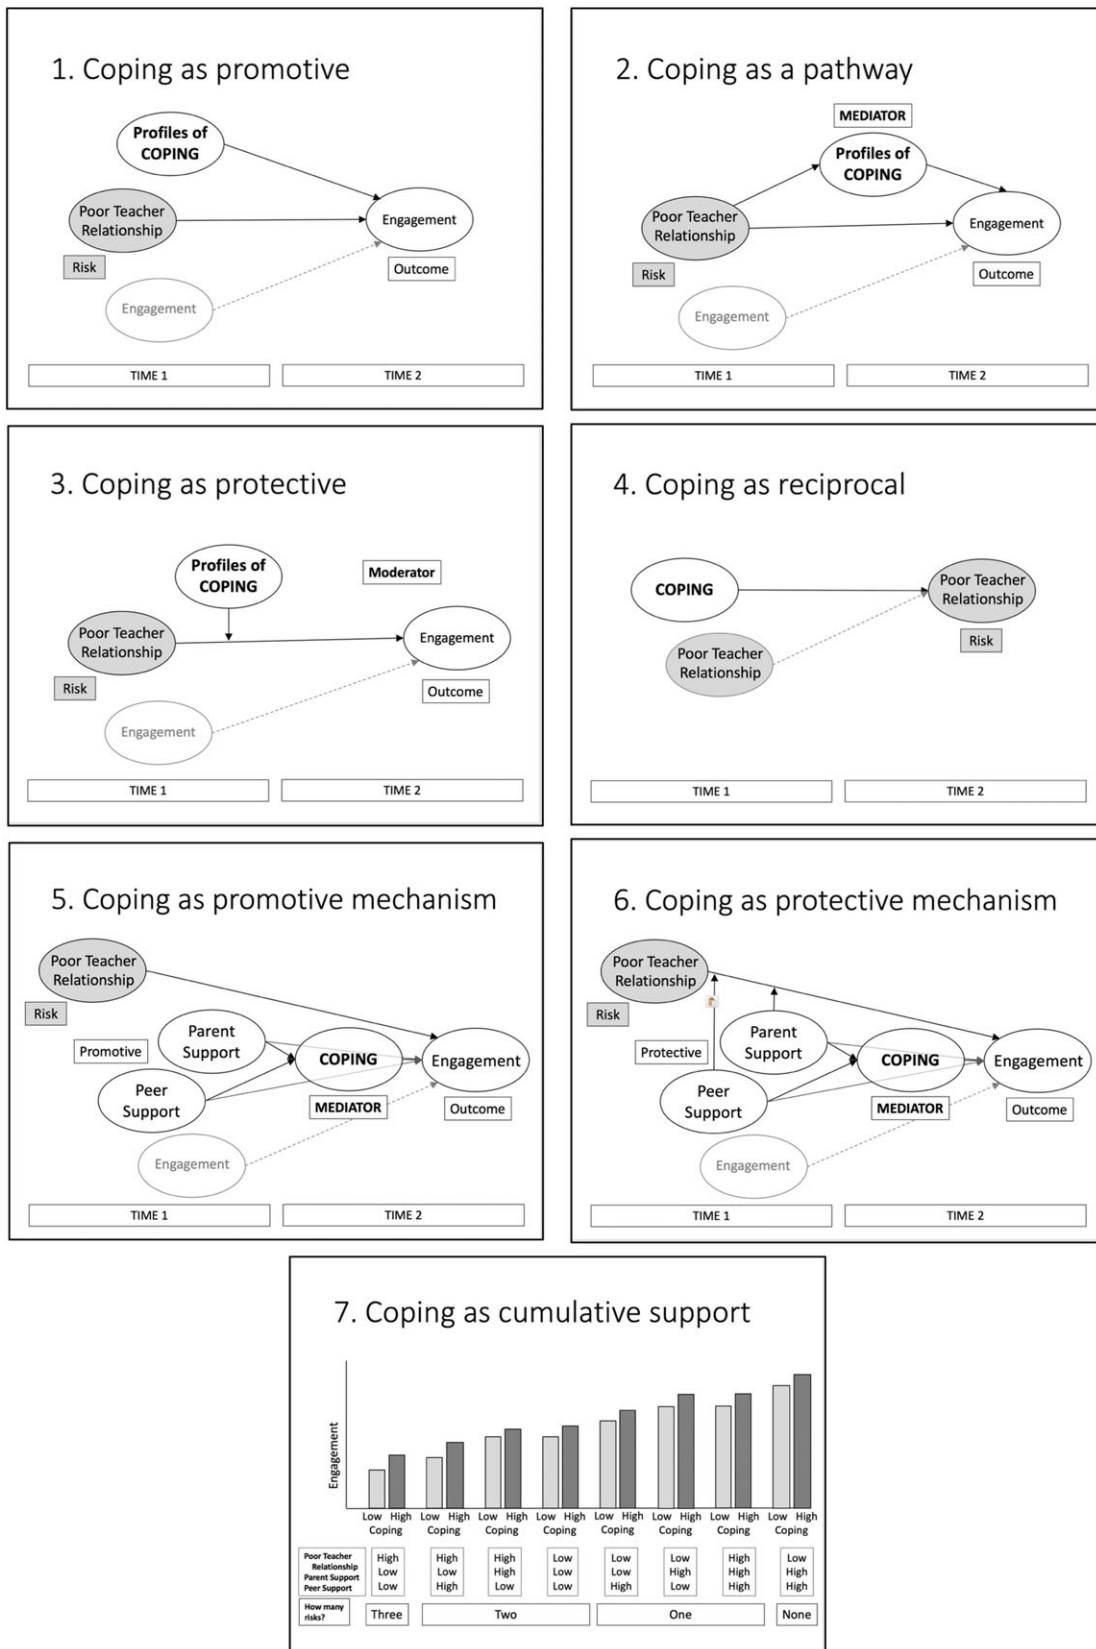 1. Coping as promotive
Profiles of
COPING
Poor Teacher
Relationship
Engagement
Risk
Outcome
Engagement
TIME 1
TIME 2
2. Coping as a pathway
MEDIATOR
Profiles of
COPING
Poor Teacher
Relationship
Engagement
Risk
Outcome
Engagement
TIME 1
TIME 2
3. Coping as protective
Profiles of
COPING
Moderator
Poor Teacher
Relationship
Engagement
Risk
Outcome
Engagement
TIME 1
TIME 2
4. Coping as reciprocal
COPING
Poor Teacher
Relationship
Risk
Poor Teacher
Relationship
TIME 1
TIME 2
5. Coping as promotive mechanism
Poor Teacher
Relationship
Risk
Parent
Support
Promotive
COPING
Engagement
Peer
Support
MEDIATOR
Outcome
Engagement
TIME 1
TIME 2
6. Coping as protective mechanism
Poor Teacher
Relationship
Risk
Parent
Support
Protective
COPING
Engagement
Peer
Support
MEDIATOR
Outcome
Engagement
TIME 1
TIME 2
7. Coping as cumulative support
Engagement
Low High Low High Low High Low High Low High Low High Low High Low High
Coping Coping Coping Coping Coping Coping Coping Coping
Poor Teacher
Relationship High High High Low Low Low High Low
Parent Support Low Low High Low Low High High High
Peer Support Low High Low Low High Low High High
How many
risks? Three Two One None